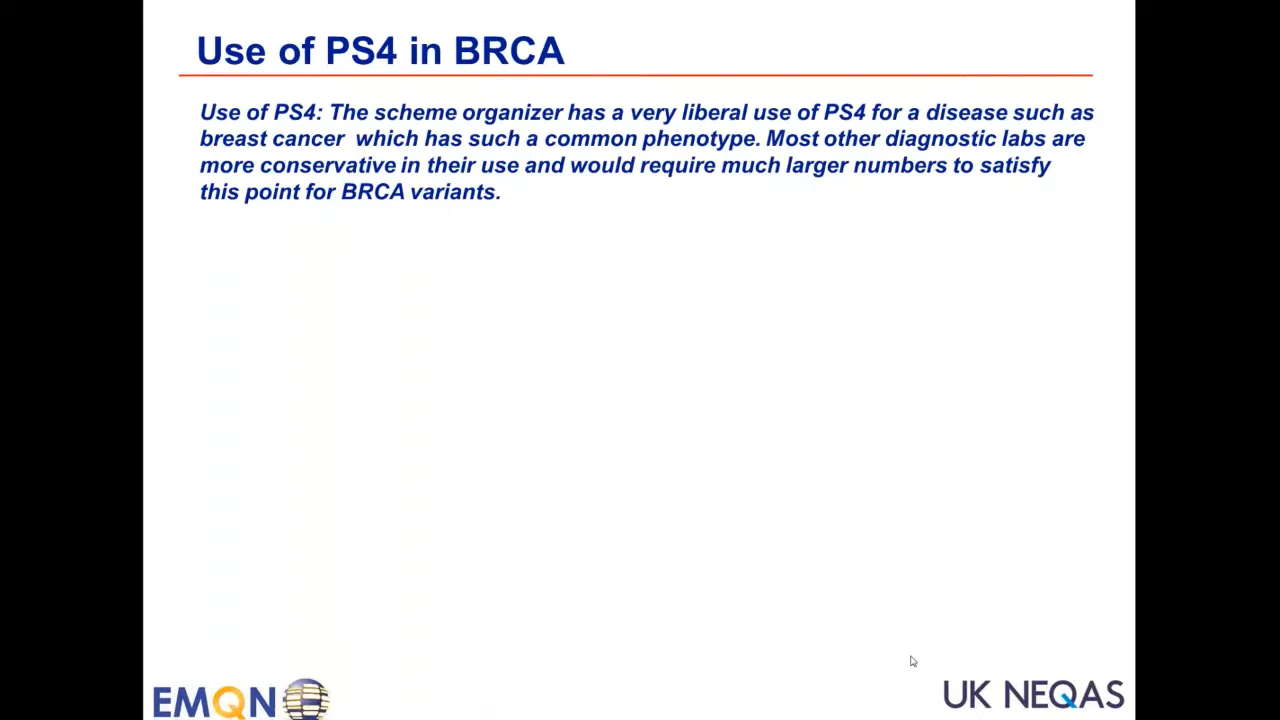 Use of PS4 in BRCA
Use of PS4: The scheme organizer has a very liberal use of PS4 for a disease such as
breast cancer  which has such a common phenotype. Most other diagnostic labs are
more conservative in their use and would require much larger numbers to satisfy
this point for BRCA variants.
EMQN
UK NEQAS